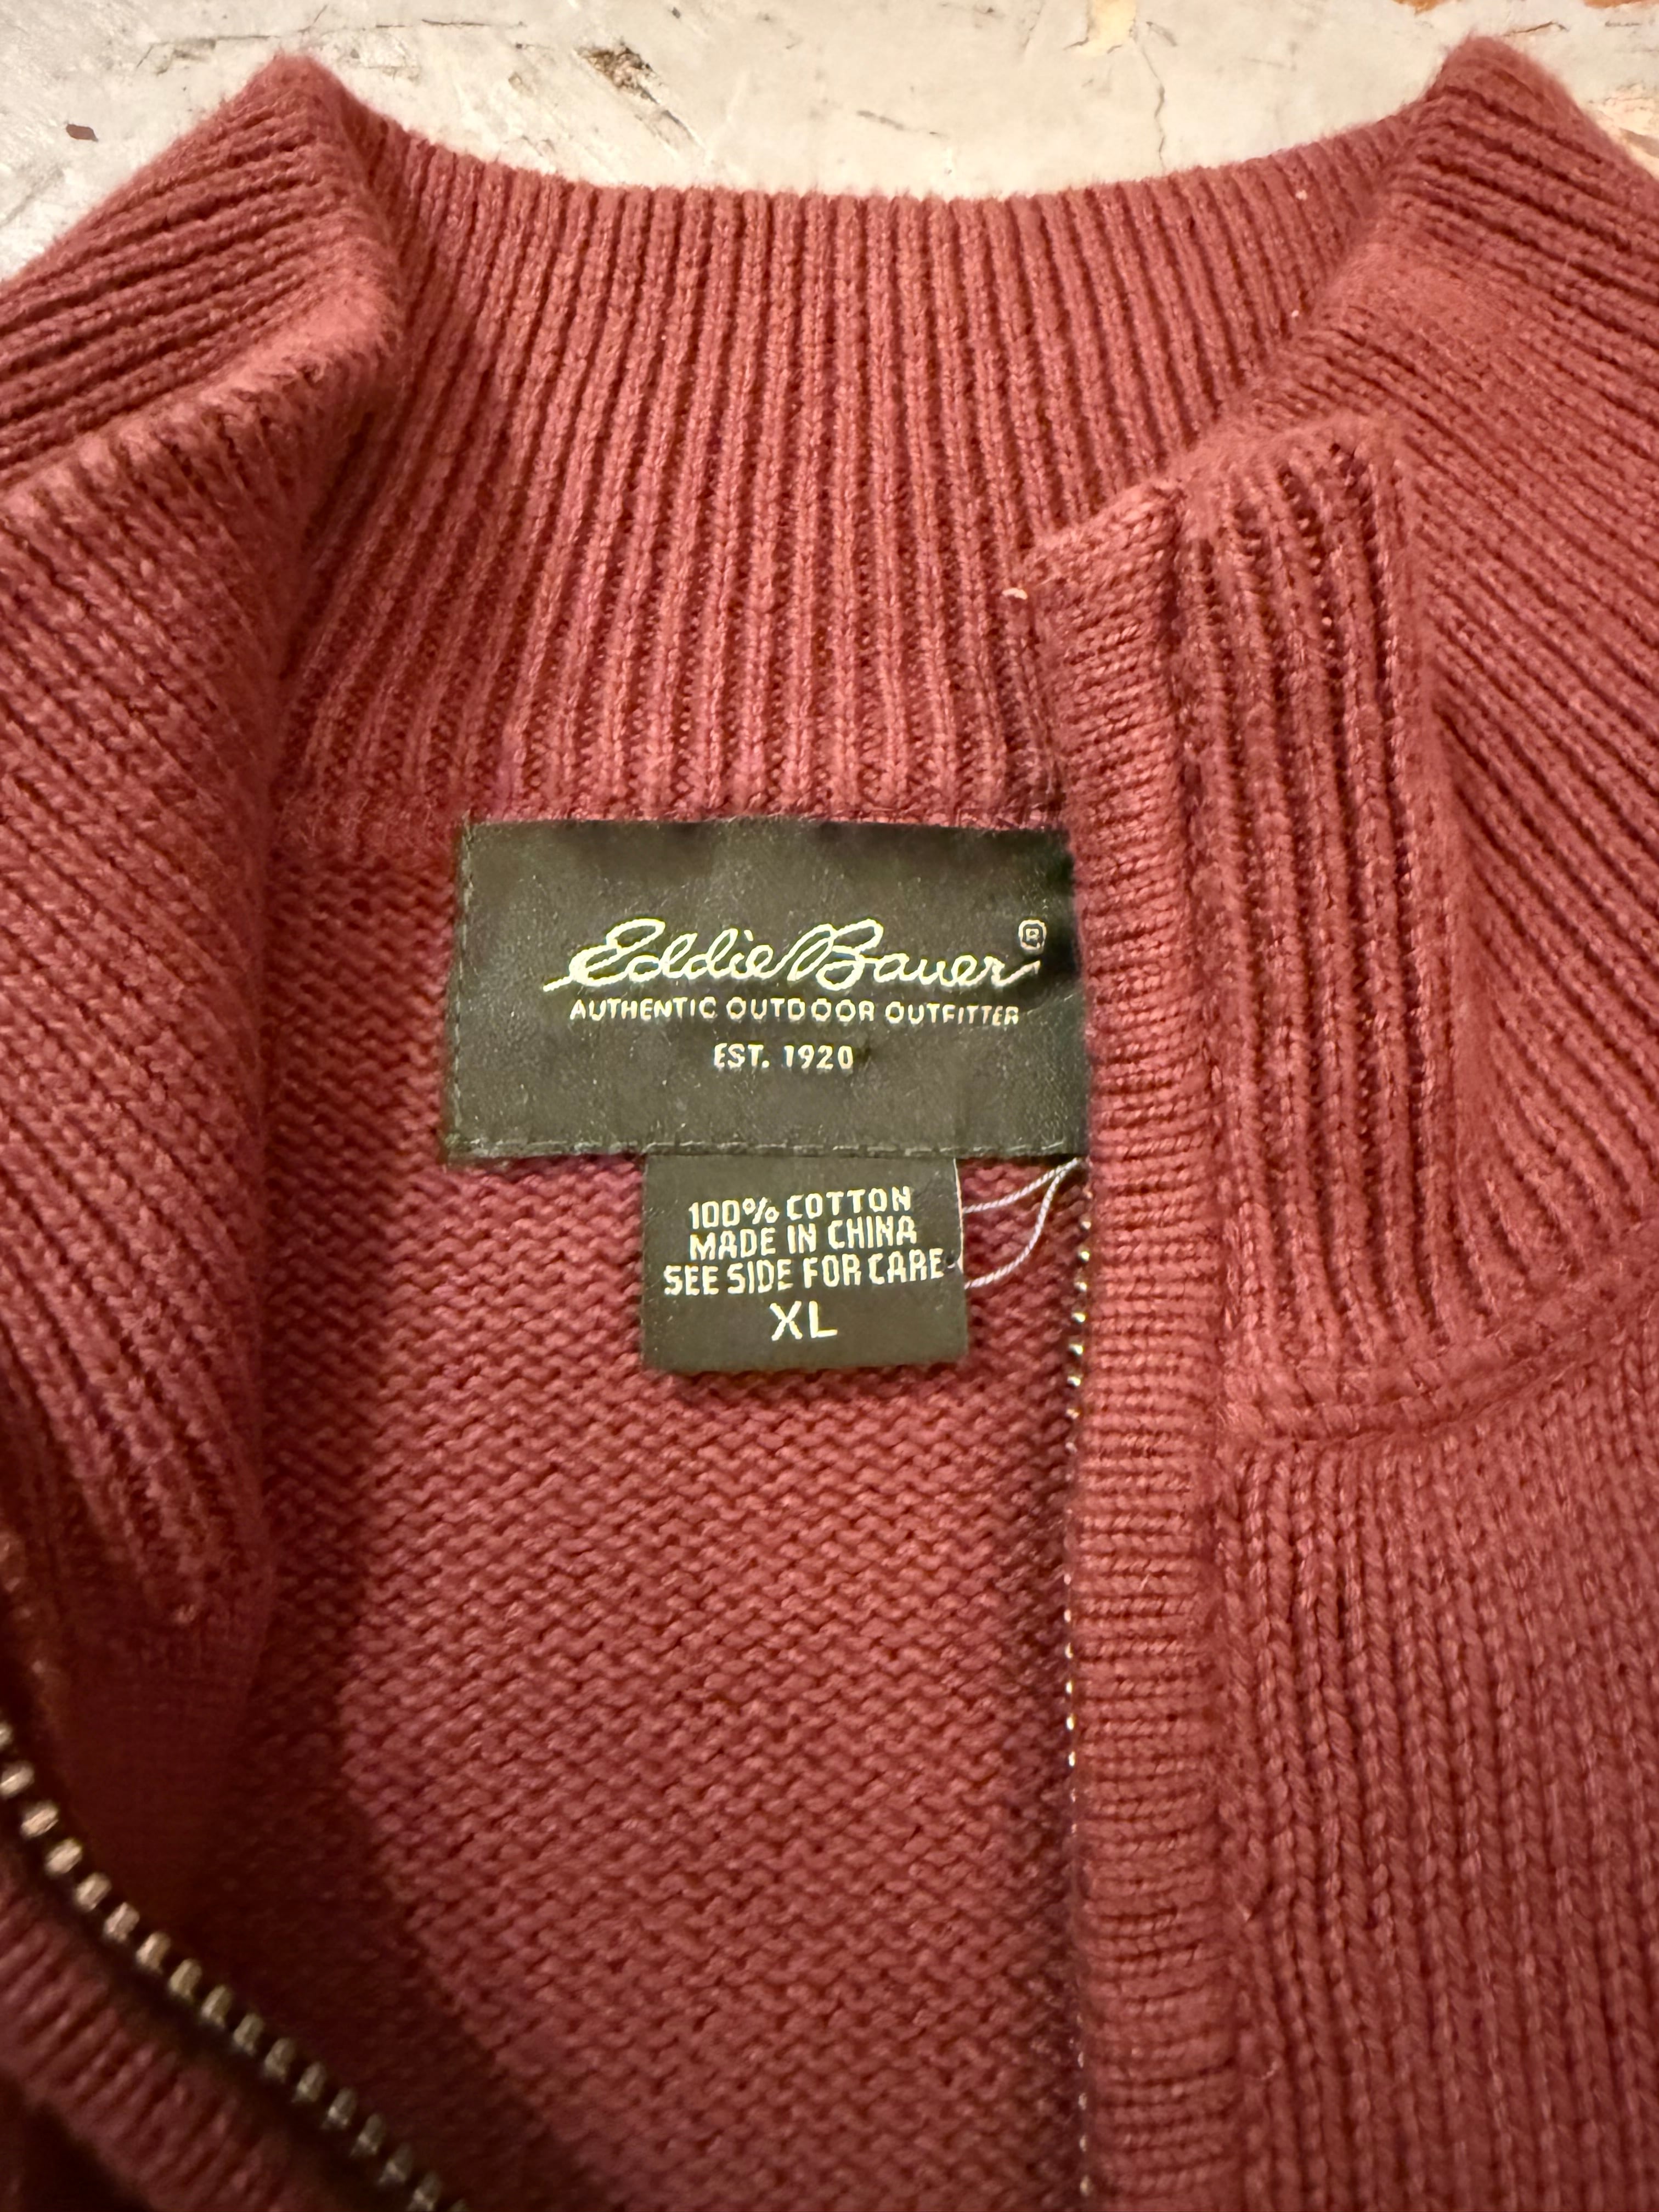 Eddie Bauer®
AUTHENTIC OUTDOOR OUTFITTER
EST. 1920
100% COTTON
MADE IN CHINA
SEE SIDE FOR CARE
XL